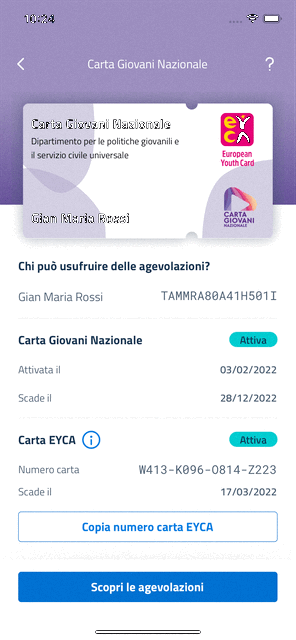 10:24
Carta Giovani Nazionale
?
Carta Giovani Nazionale
Dipartimento per le politiche giovanili e
il servizio civile universale
eyca
European
Youth Card
Gian Maria Rossi
CARTA
GIOVANI
NAZIONALE
Chi può usufruire delle agevolazioni?
Gian Maria Rossi TAMMRA80A41H501I
Carta Giovani Nazionale Attiva
Attivata il 03/02/2022
Scade il 28/12/2022
Carta EYCA i Attiva
Numero carta W413-K096-O814-Z223
Scade il 17/03/2022
Copia numero carta EYCA
Scopri le agevolazioni